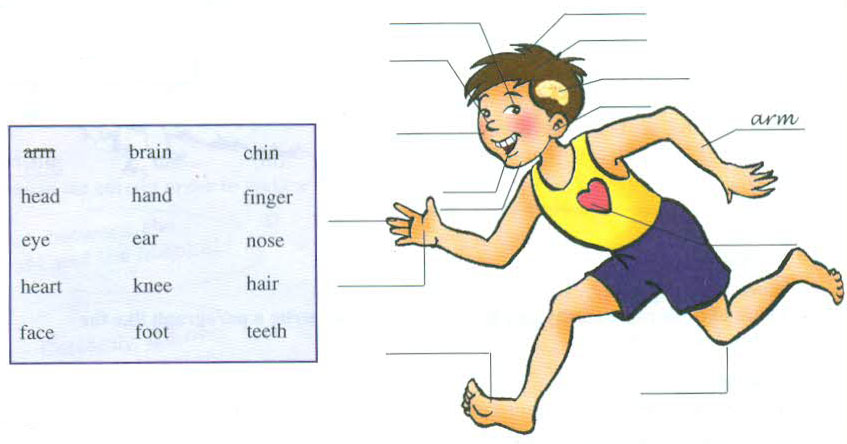 arm
arm brain chin
head hand finger
eye ear nose
heart knee hair
face foot teeth